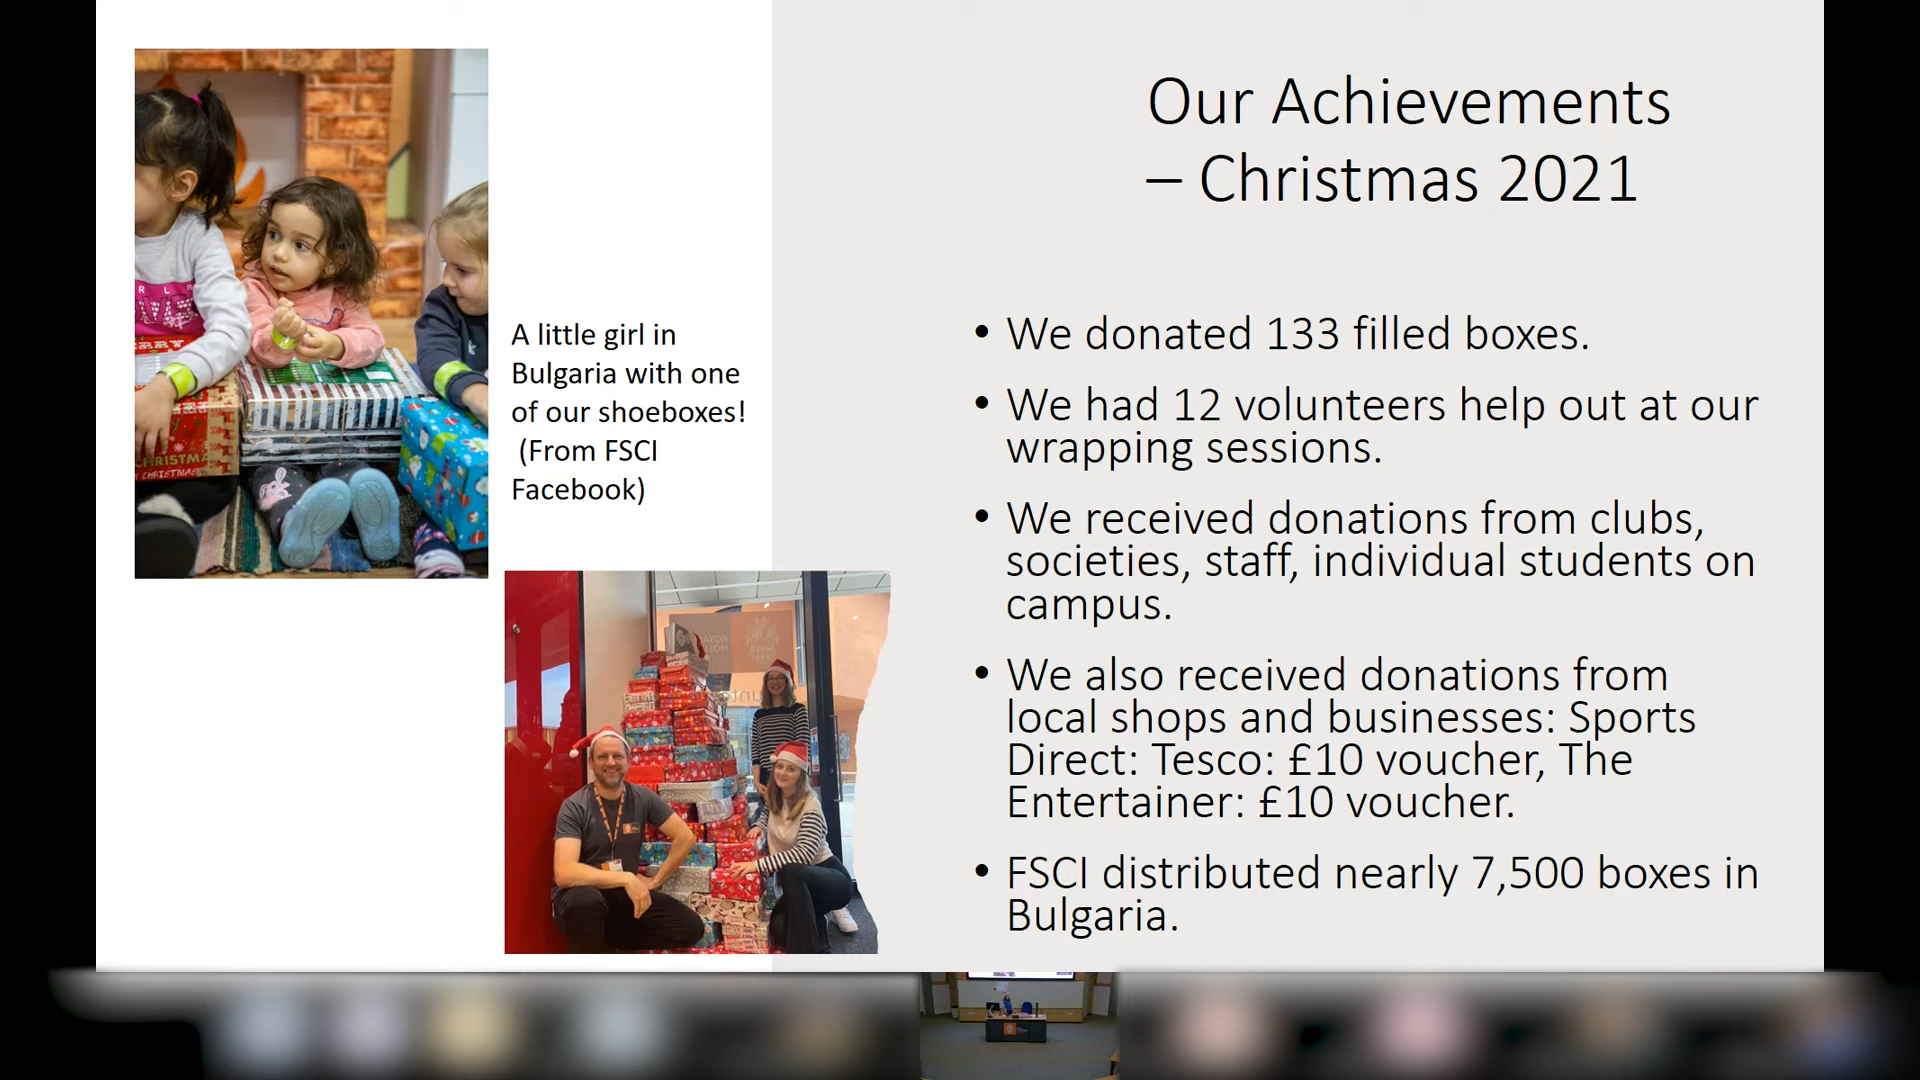 Our Achievements
– Christmas 2021
A little girl in
Bulgaria with one
of our shoeboxes!
(From FSCI
Facebook)
• We donated 133 filled boxes.
• We had 12 volunteers help out at our
wrapping sessions.
• We received donations from clubs,
societies, staff, individual students on
campus.
• We also received donations from
local shops and businesses: Sports
Direct: Tesco: £10 voucher, The
Entertainer: £10 voucher.
• FSCI distributed nearly 7,500 boxes in
Bulgaria.
CHRISTMA